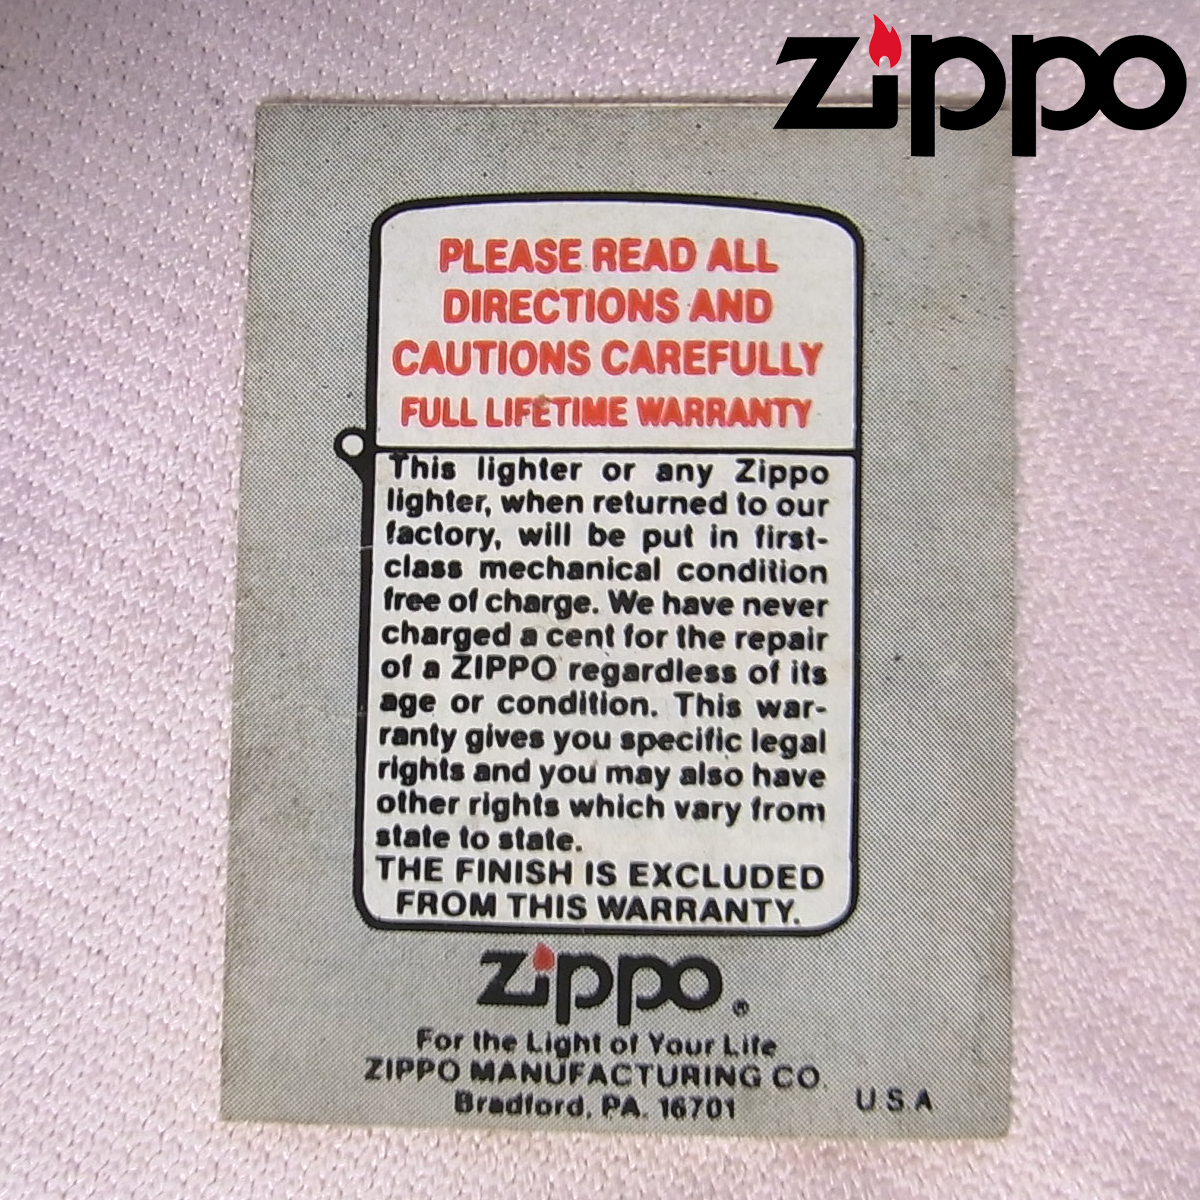 zippo
PLEASE READ ALL
DIRECTIONS AND
CAUTIONS CAREFULLY
FULL LIFETIME WARRANTY
This lighter or any Zippo
lighter, when returned to our
factory, will be put in first-
class mechanical condition
free of charge. We have never
charged a cent for the repair
of a ZIPPO regardless of its
age or condition. This war-
ranty gives you specific legal
rights and you may also have
other rights which vary from
state to state.
THE FINISH IS EXCLUDED
FROM THIS WARRANTY.
zippo®
For the Light of Your Life
ZIPPO MANUFACTURING CO.
Bradford, PA. 16701
USA